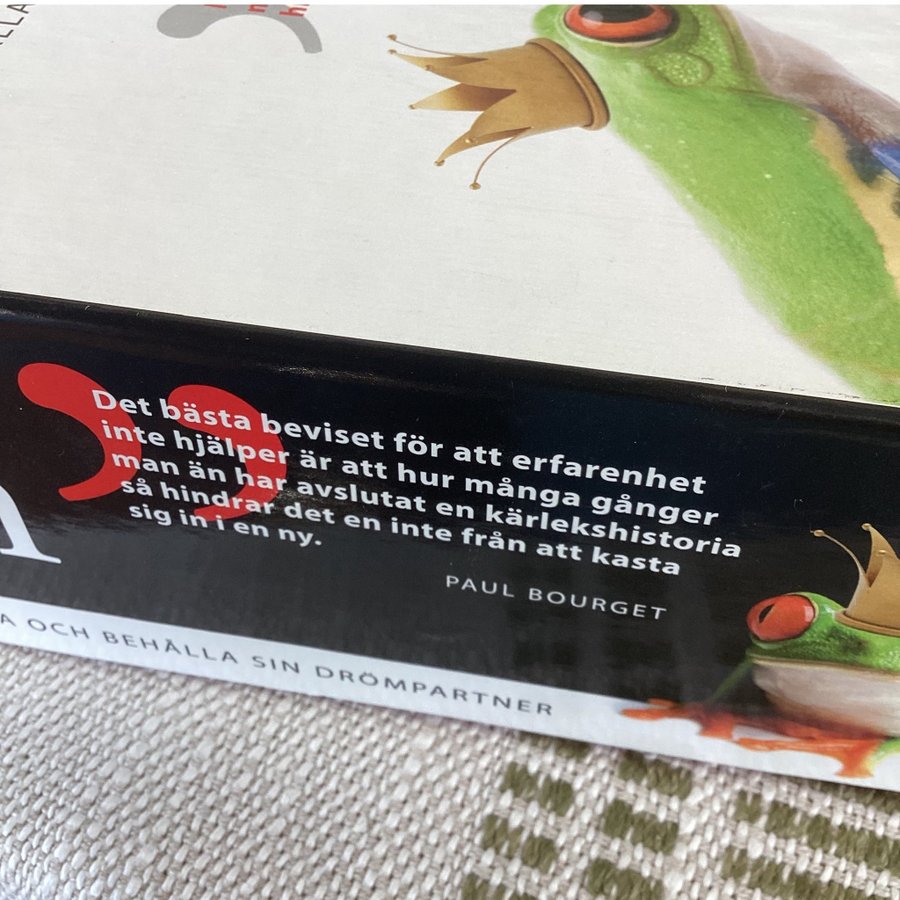 Det bästa beviset för att erfarenhet
inte hjälper är att hur många gånger
man än har avslutat en kärlekshistoria
så hindrar det en inte från att kasta
sig in i en ny.
PAUL BOURGET
A OCH BEHÅLLA SIN DRÖMPARTNER